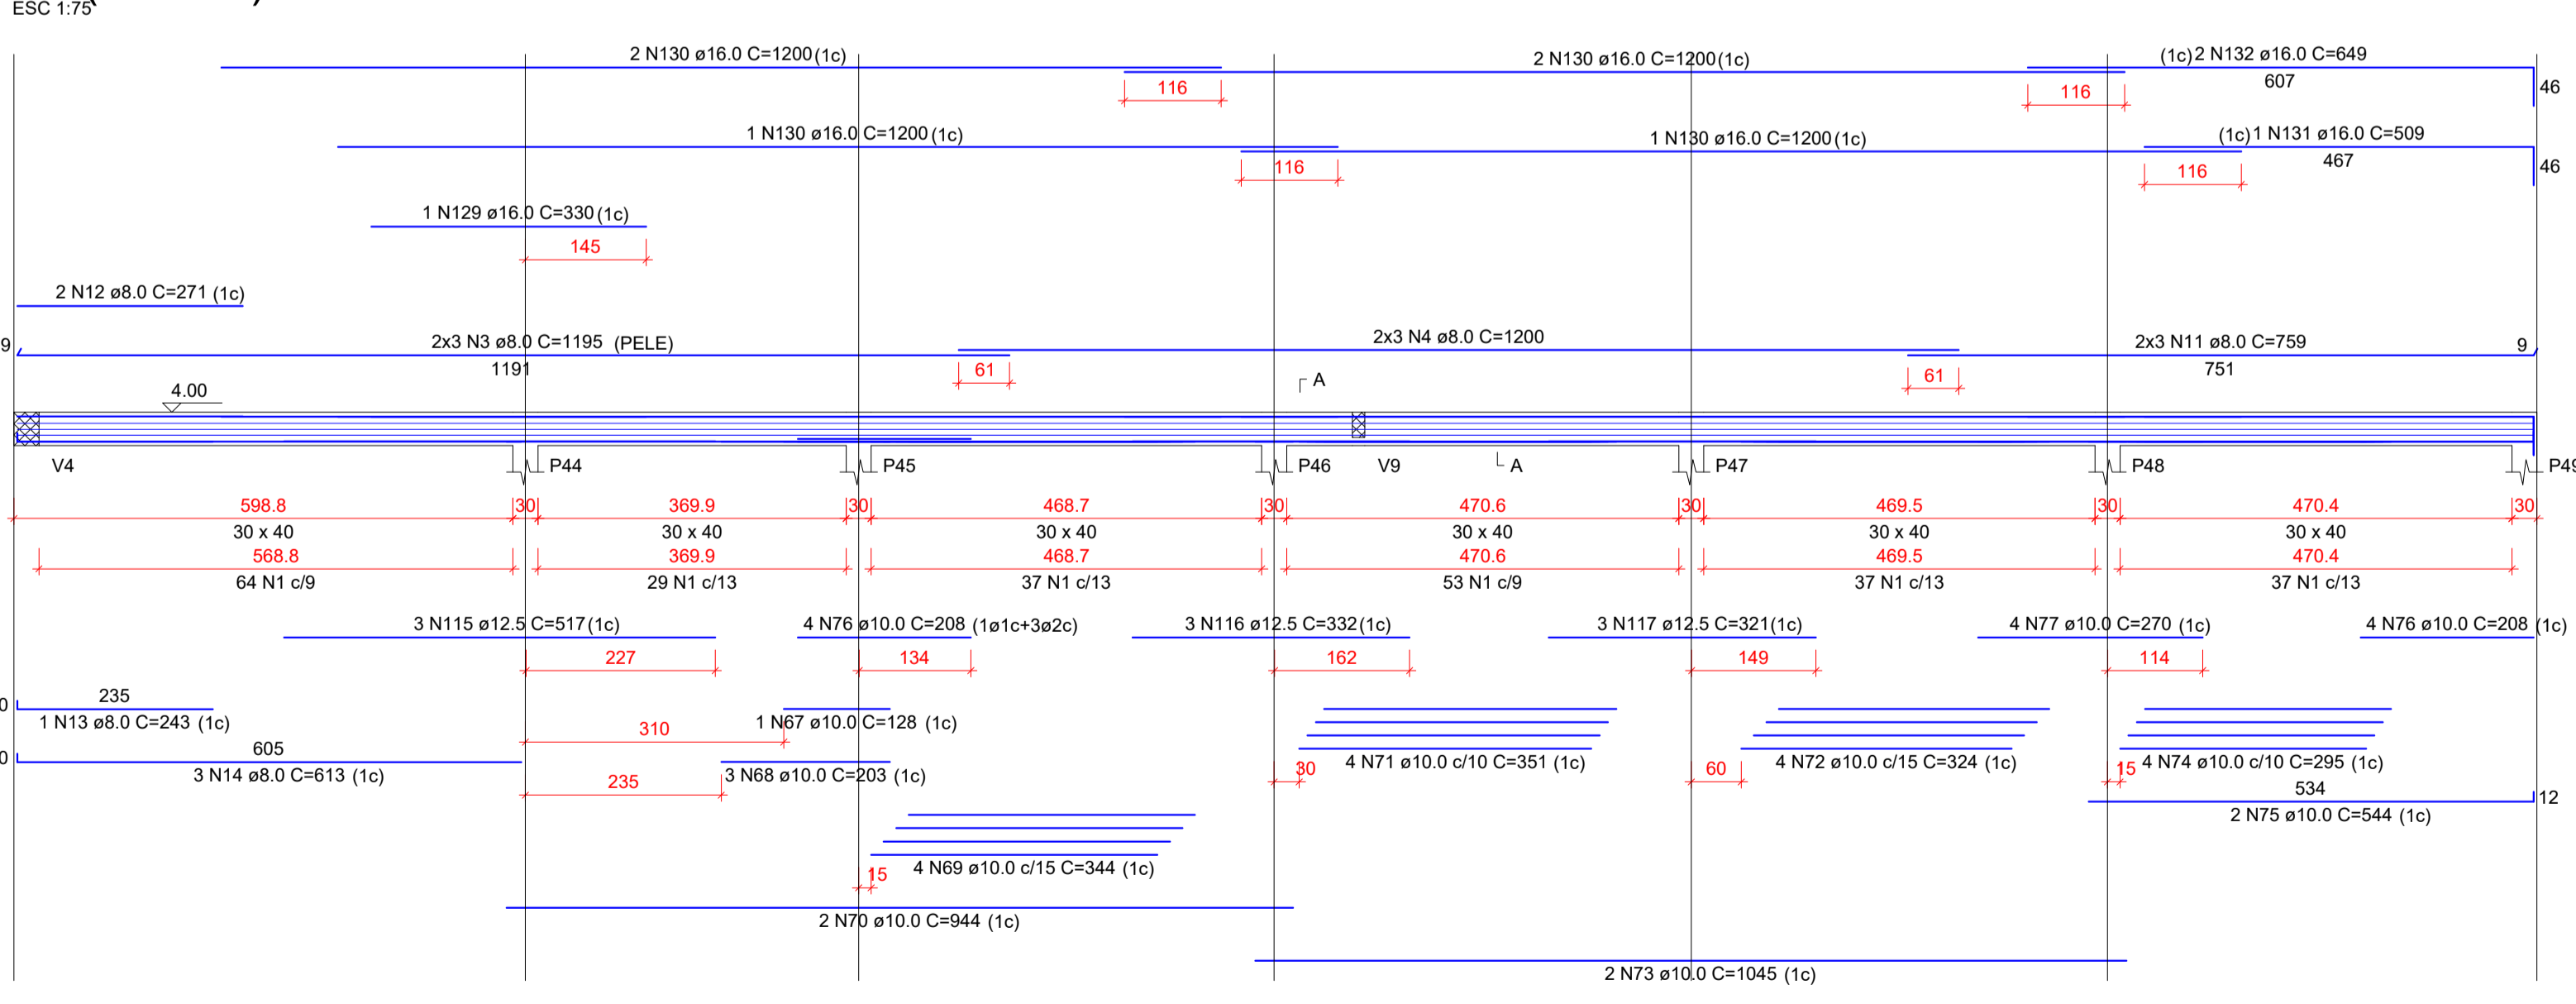 ESC 1:75
2 N130 ø16.0 C=1200 (1c)
2 N130 ø16.0 C=1200 (1c)
(1c) 2 N132 ø16.0 C=649
607
46
116
116
1 N130 ø16.0 C=1200 (1c)
1 N130 ø16.0 C=1200 (1c)
(1c) 1 N131 ø16.0 C=509
467
46
116
116
1 N129 ø16.0 C=330 (1c)
145
2 N12 ø8.0 C=271 (1c)
9
2x3 N3 ø8.0 C=1195 (PELE)
1191
2x3 N4 ø8.0 C=1200
2x3 N11 ø8.0 C=759
9
751
61
61
A
4.00
V4
P44
P45
P46
V9
A
P47
P48
P49
598.8 30 369.9 30 468.7 30 470.6 30 469.5 30 470.4 30
30 x 40 30 x 40 30 x 40 30 x 40 30 x 40 30 x 40
568.8 369.9 468.7 470.6 469.5 470.4
64 N1 c/9 29 N1 c/13 37 N1 c/13 53 N1 c/9 37 N1 c/13 37 N1 c/13
3 N115 ø12.5 C=517 (1c)
4 N76 ø10.0 C=208 (1ø1c+3ø2c)
3 N116 ø12.5 C=332 (1c)
3 N117 ø12.5 C=321 (1c)
4 N77 ø10.0 C=270 (1c)
4 N76 ø10.0 C=208 (1c)
227
134
162
149
114
235
1 N13 ø8.0 C=243 (1c)
310
1 N67 ø10.0 C=128 (1c)
605
3 N14 ø8.0 C=613 (1c)
235
3 N68 ø10.0 C=203 (1c)
30
4 N71 ø10.0 c/10 C=351 (1c)
60
4 N72 ø10.0 c/15 C=324 (1c)
15
4 N74 ø10.0 c/10 C=295 (1c)
534
12
2 N75 ø10.0 C=544 (1c)
4 N69 ø10.0 c/15 C=344 (1c)
15
2 N70 ø10.0 C=944 (1c)
2 N73 ø10.0 C=1045 (1c)